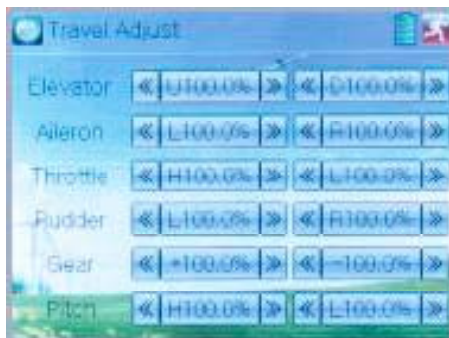 Travel Adjust
Elevator « U100.0% » « D100.0% »
Aileron « L100.0% » « R100.0% »
Throttle « H100.0% » « L100.0% »
Rudder « L100.0% » « R100.0% »
Gear « +100.0% » « -100.0% »
Pitch « H100.0% » « L100.0% »